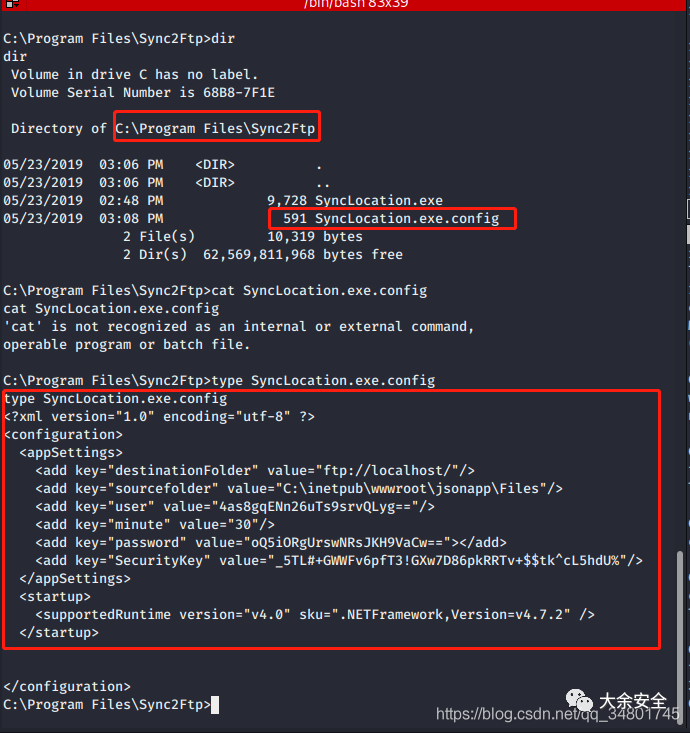 /bin/bash 83x39
C:\Program Files\Sync2Ftp>dir
dir
 Volume in drive C has no label.
 Volume Serial Number is 68B8-7F1E
 Directory of C:\Program Files\Sync2Ftp
05/23/2019  03:06 PM    <DIR>          .
05/23/2019  03:06 PM    <DIR>          ..
05/23/2019  02:48 PM             9,728 SyncLocation.exe
05/23/2019  03:08 PM               591 SyncLocation.exe.config
               2 File(s)         10,319 bytes
               2 Dir(s)  62,569,811,968 bytes free
C:\Program Files\Sync2Ftp>cat SyncLocation.exe.config
cat SyncLocation.exe.config
'cat' is not recognized as an internal or external command,
operable program or batch file.
C:\Program Files\Sync2Ftp>type SyncLocation.exe.config
type SyncLocation.exe.config
<?xml version="1.0" encoding="utf-8" ?>
<configuration>
  <appSettings>
    <add key="destinationFolder" value="ftp://localhost/"/>
    <add key="sourcefolder" value="C:\inetpub\wwwroot\jsonapp\Files"/>
    <add key="user" value="4as8gqENn26uTs9srvQLyg=="/>
    <add key="minute" value="30"/>
    <add key="password" value="oQ5iORgUrswNRsJKH9VaCw=="></add>
    <add key="SecurityKey" value="_5TL#+GWWFv6pfT3!GXw7D86pkRRTv+$$tk^cL5hdU%"/>
  </appSettings>
  <startup>
    <supportedRuntime version="v4.0" sku=".NETFramework,Version=v4.7.2" />
  </startup>
</configuration>
C:\Program Files\Sync2Ftp>
大余安全
https://blog.csdn.net/qq_34801745